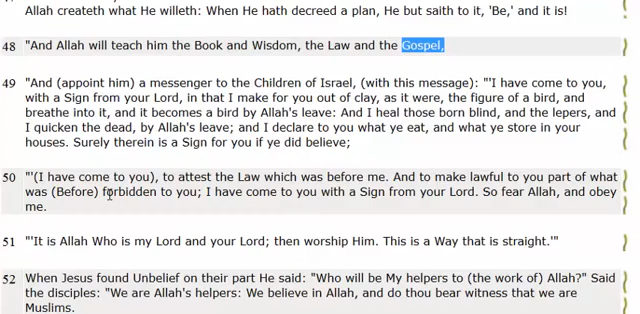 Allah createth what He willeth: When He hath decreed a plan, He but saith to it, 'Be,' and it is!
48 "And Allah will teach him the Book and Wisdom, the Law and the Gospel,
49 "And (appoint him) a messenger to the Children of Israel, (with this message): "'I have come to you,
with a Sign from your Lord, in that I make for you out of clay, as it were, the figure of a bird, and
breathe into it, and it becomes a bird by Allah's leave: And I heal those born blind, and the lepers, and
I quicken the dead, by Allah's leave; and I declare to you what ye eat, and what ye store in your
houses. Surely therein is a Sign for you if ye did believe;
50 "'(I have come to you), to attest the Law which was before me. And to make lawful to you part of what
was (Before) forbidden to you; I have come to you with a Sign from your Lord. So fear Allah, and obey
me.
51 "'It is Allah Who is my Lord and your Lord; then worship Him. This is a Way that is straight.'"
52 When Jesus found Unbelief on their part He said: "Who will be My helpers to (the work of) Allah?" Said
the disciples: "We are Allah's helpers: We believe in Allah, and do thou bear witness that we are
Muslims.